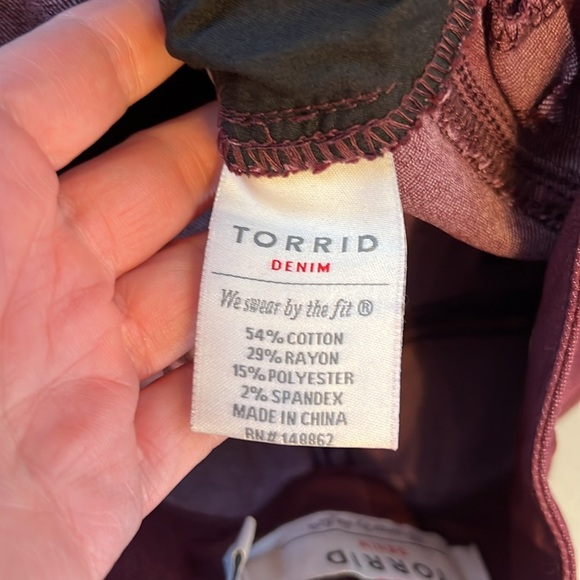 TORRID
DENIM
We swear by the fit ®
54% COTTON
29% RAYON
15% POLYESTER
2% SPANDEX
MADE IN CHINA
RN# 148862
TORRID